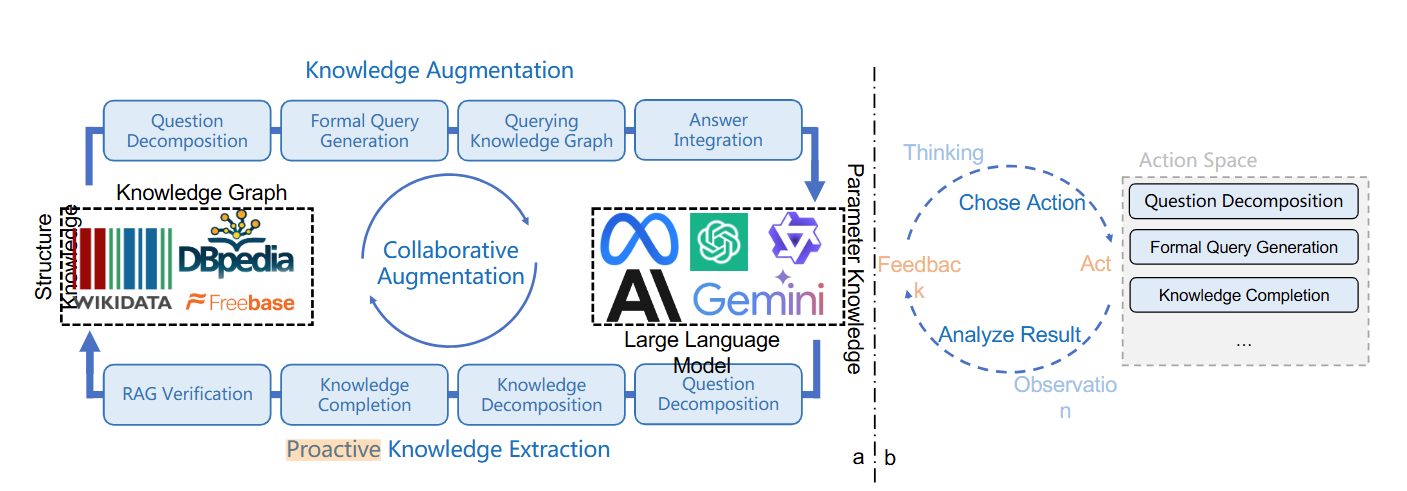 Knowledge Augmentation
Question
Decomposition
Formal Query
Generation
Querying
Knowledge Graph
Answer
Integration
Knowledge Graph
Structure
Knowledge
WIKIDATA
DBpedia
Freebase
Collaborative
Augmentation
AI
Gemini
Large Language
Model
Parameter Knowledge
RAG Verification
Knowledge
Completion
Knowledge
Decomposition
Question
Decomposition
Proactive Knowledge Extraction
a
b
Thinking
Chose Action
Feedbac
k
Act
Analyze Result
Observatio
n
Action Space
Question Decomposition
Formal Query Generation
Knowledge Completion
...